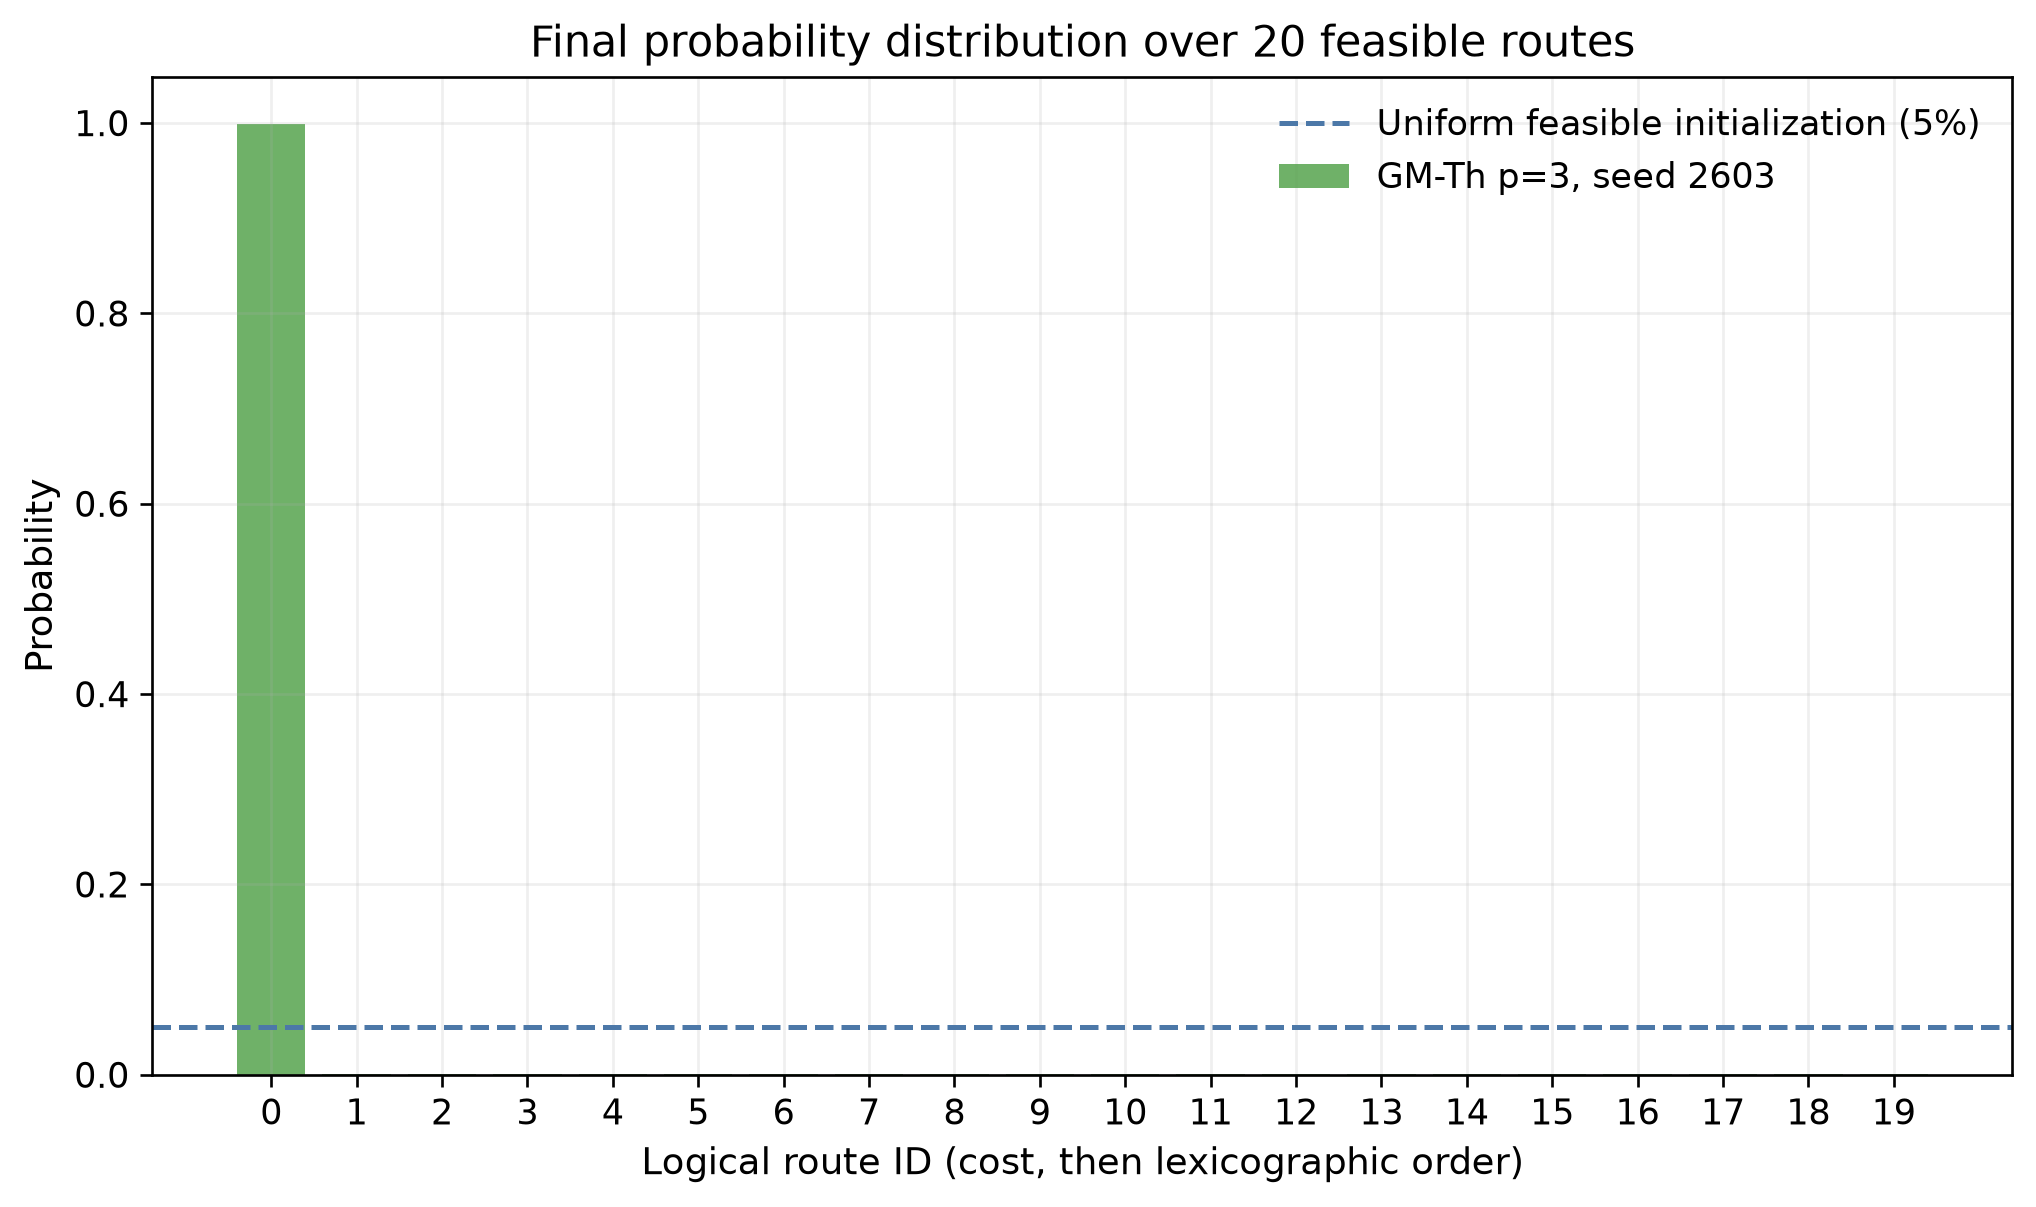 Final probability distribution over 20 feasible routes
Uniform feasible initialization (5%)
GM-Th p=3, seed 2603
Probability
1.0
0.8
0.6
0.4
0.2
0.0
0 1 2 3 4 5 6 7 8 9 10 11 12 13 14 15 16 17 18 19
Logical route ID (cost, then lexicographic order)